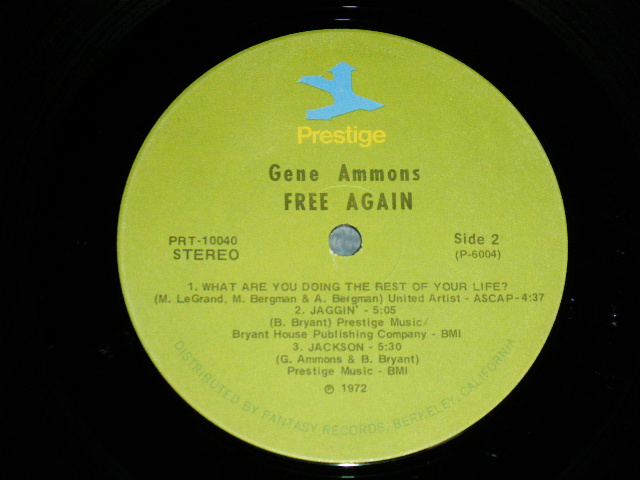 Prestige
Gene Ammons
FREE AGAIN
PRT-10040
STEREO
Side 2
(P-6004)
1. WHAT ARE YOU DOING THE REST OF YOUR LIFE?
(M. LeGrand, M. Bergman & A. Bergman) United Artist - ASCAP - 4:37
2. JAGGIN' - 5:05
(B. Bryant) Prestige Music/
Bryant House Publishing Company - BMI
3. JACKSON - 5:30
(G. Ammons & B. Bryant)
Prestige Music - BMI
℗ 1972
DISTRIBUTED BY FANTASY RECORDS, BERKELEY, CALIFORNIA